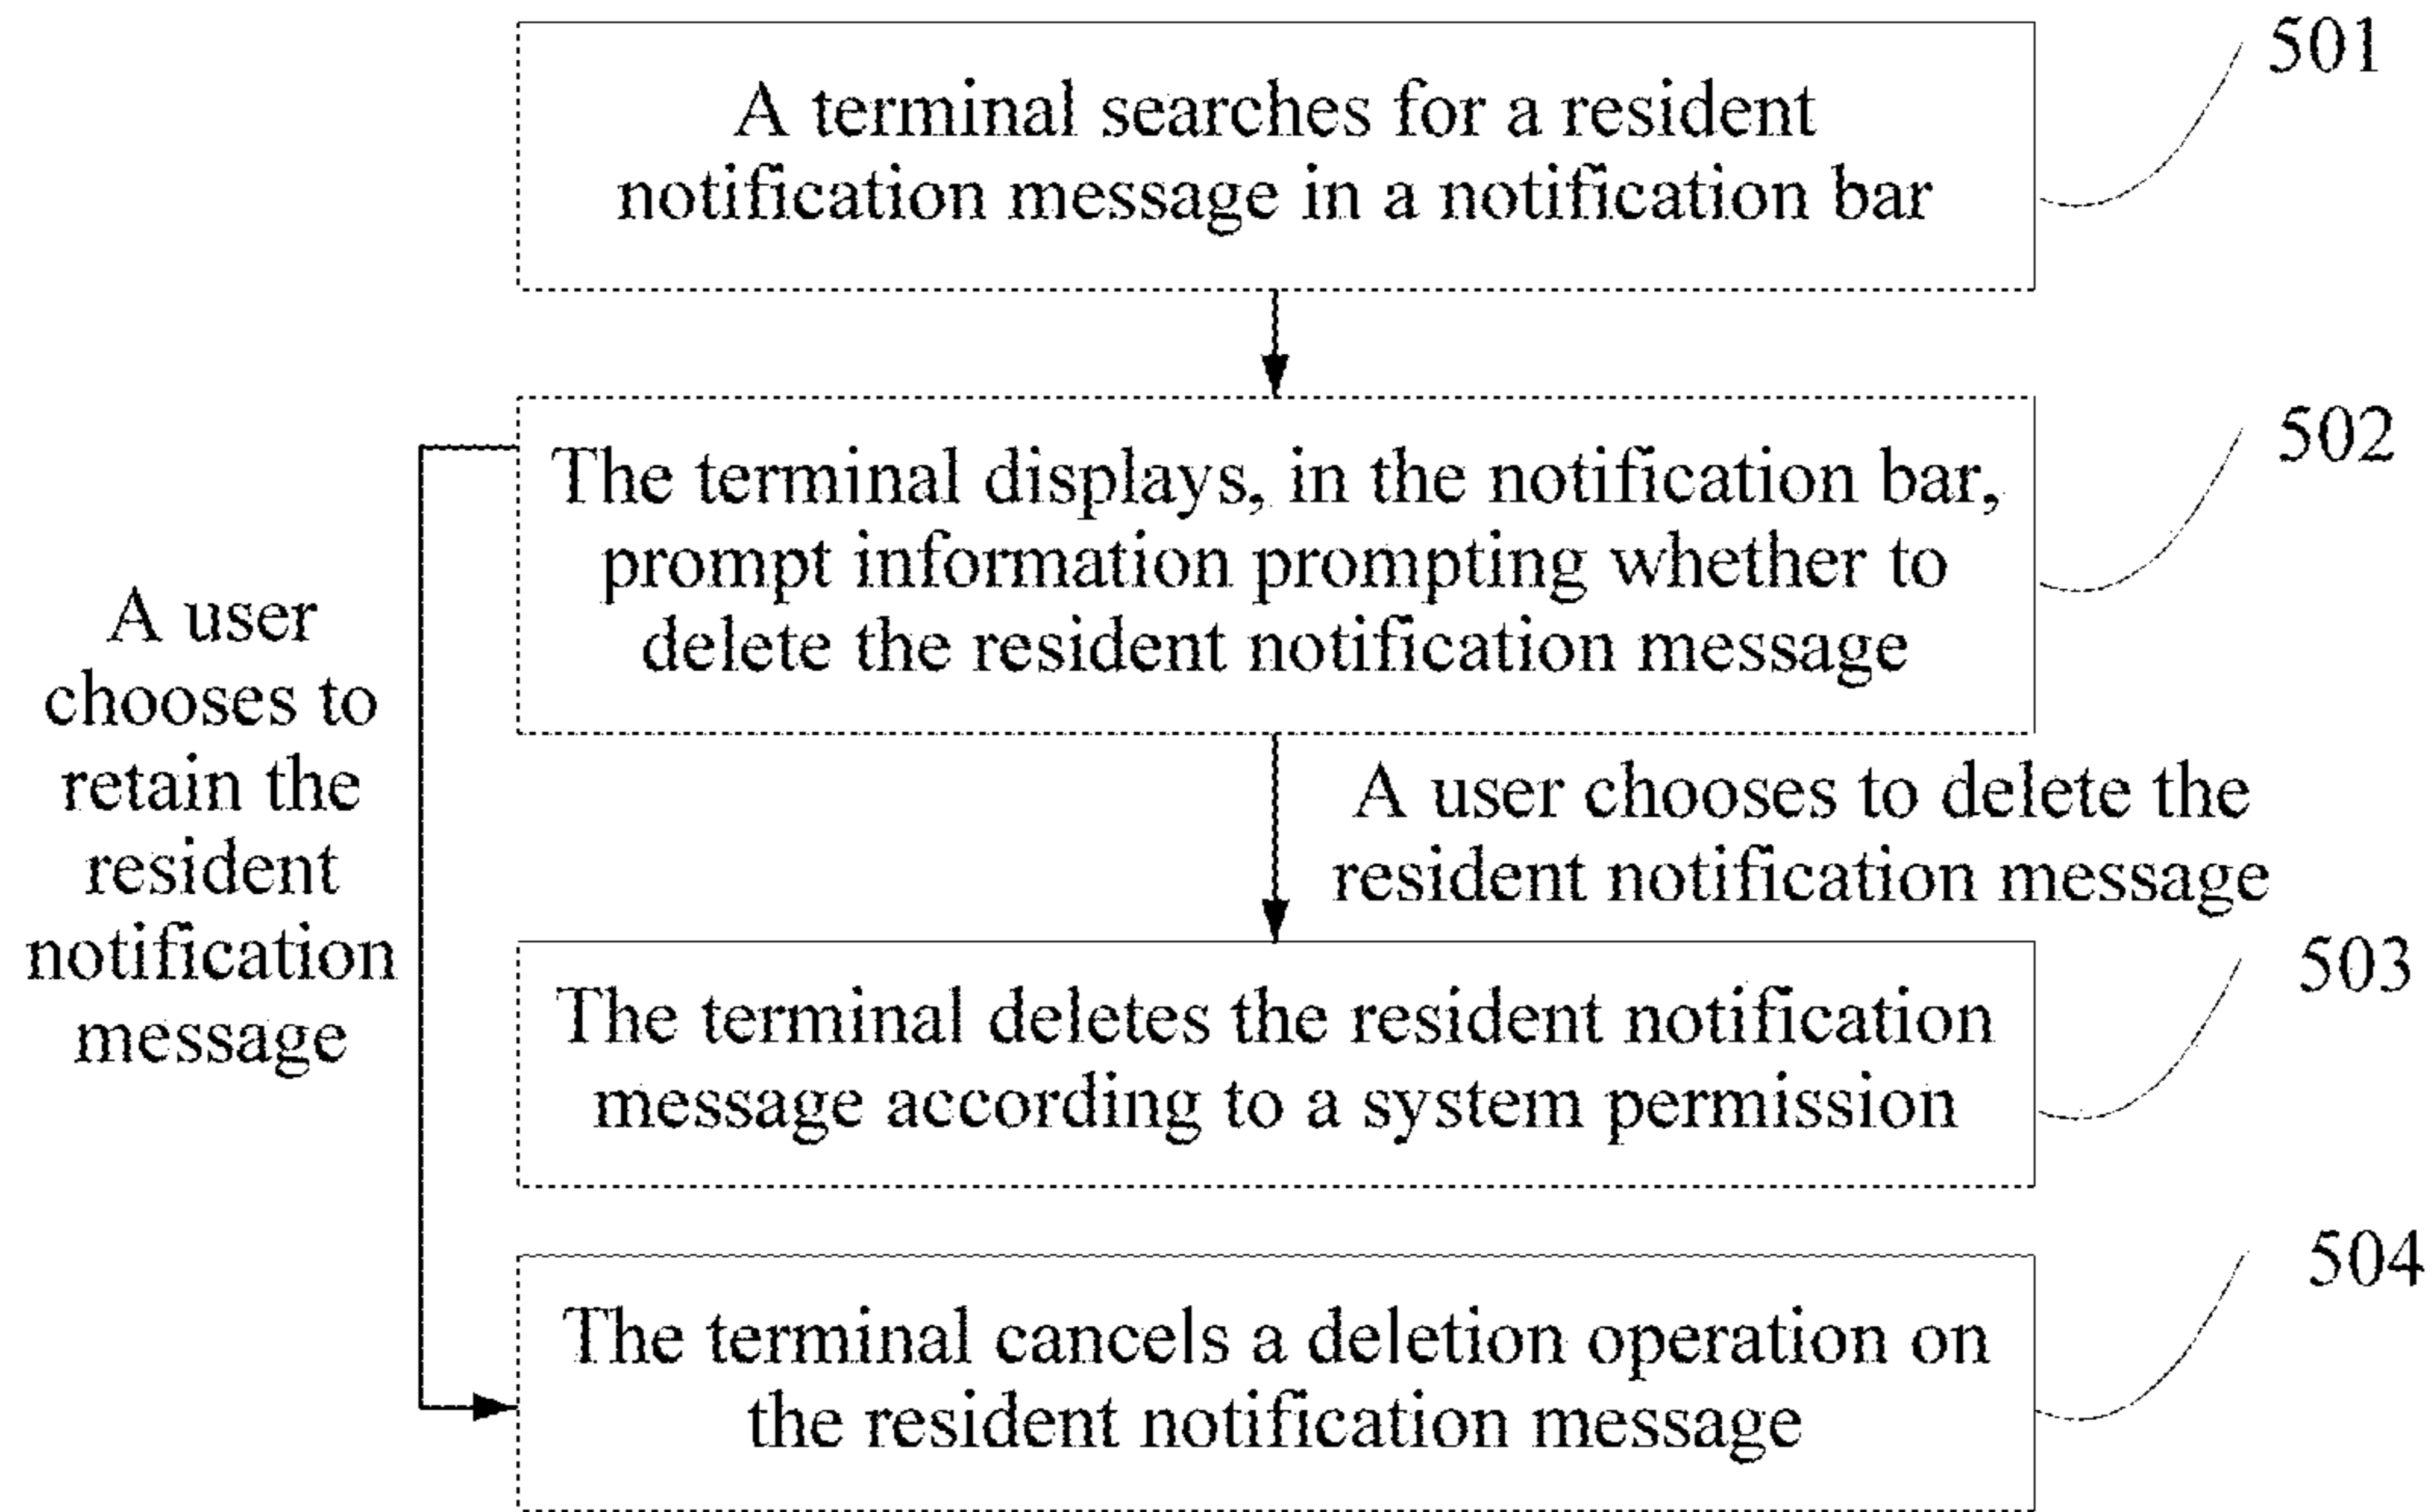 A terminal searches for a resident
notification message in a notification bar
501
The terminal displays, in the notification bar,
prompt information prompting whether to
delete the resident notification message
502
A user
chooses to
retain the
resident
notification
message
A user chooses to delete the
resident notification message
The terminal deletes the resident notification
message according to a system permission
503
The terminal cancels a deletion operation on
the resident notification message
504